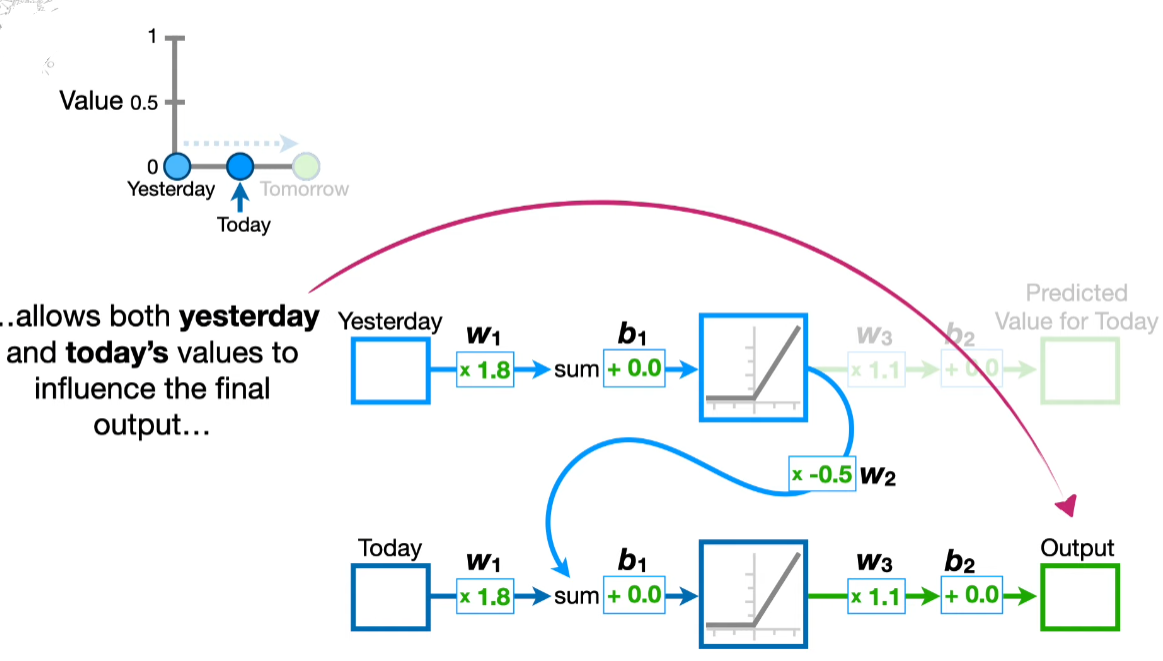 1
Value 0.5
0
Yesterday Tomorrow
Today
..allows both yesterday
and today's values to
influence the final
output...
Predicted
Value for Today
Yesterday w1 b1 w3 b2
x 1.8 sum + 0.0 x 1.1 + 0.0
x -0.5 w2
Today w1 b1 w3 b2 Output
x 1.8 sum + 0.0 x 1.1 + 0.0